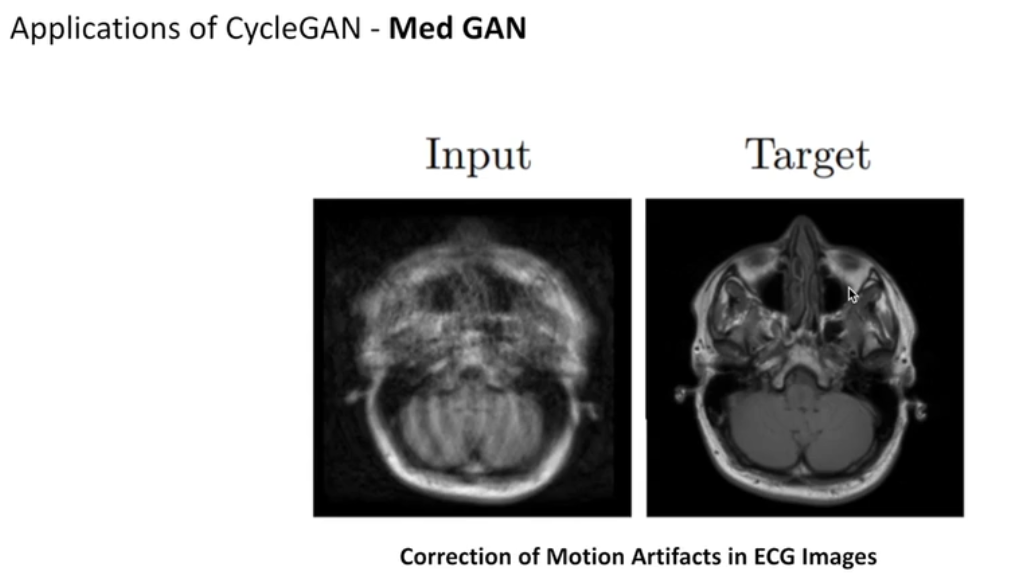 Applications of CycleGAN - Med GAN
Input
Target
Correction of Motion Artifacts in ECG Images